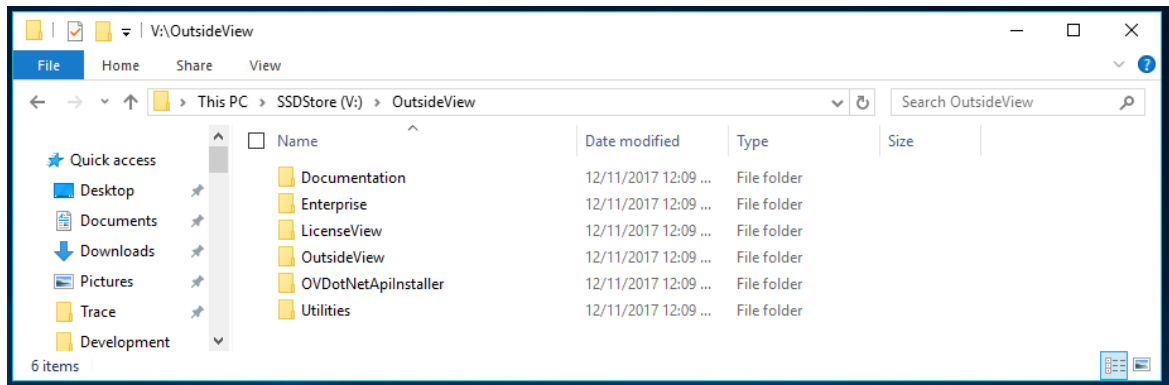 V:\OutsideView
File Home Share View
This PC > SSDStore (V:) > OutsideView Search OutsideView
Name Date modified Type Size
Quick access
Desktop
Documents
Downloads
Pictures
Trace
Development
Documentation 12/11/2017 12:09 ... File folder
Enterprise 12/11/2017 12:09 ... File folder
LicenseView 12/11/2017 12:09 ... File folder
OutsideView 12/11/2017 12:09 ... File folder
OVDotNetApiInstaller 12/11/2017 12:09 ... File folder
Utilities 12/11/2017 12:09 ... File folder
6 items